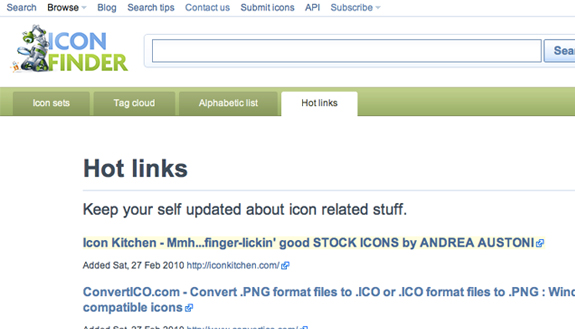 Search Browse Blog Search tips Contact us Submit icons API Subscribe
ICON
FINDER
Icon sets Tag cloud Alphabetic list Hot links
Hot links
Keep your self updated about icon related stuff.
Icon Kitchen - Mmh...finger-lickin' good STOCK ICONS by ANDREA AUSTONI
Added Sat, 27 Feb 2010 http://iconkitchen.com/
ConvertICO.com - Convert .PNG format files to .ICO or .ICO format files to .PNG :
compatible icons